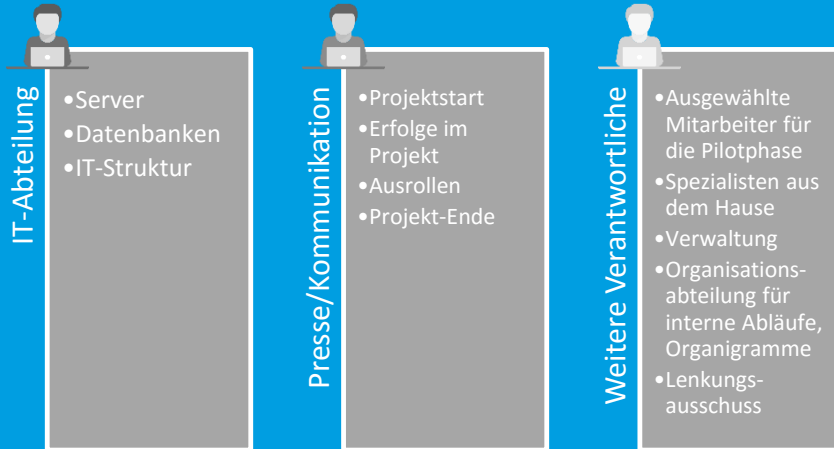 IT-Abteilung
•Server
•Datenbanken
•IT-Struktur
Presse/Kommunikation
•Projektstart
•Erfolge im
Projekt
•Ausrollen
•Projekt-Ende
Weitere Verantwortliche
•Ausgewählte
Mitarbeiter für
die Pilotphase
•Spezialisten aus
dem Hause
•Verwaltung
•Organisations-
abteilung für
interne Abläufe,
Organigramme
•Lenkungs-
ausschuss